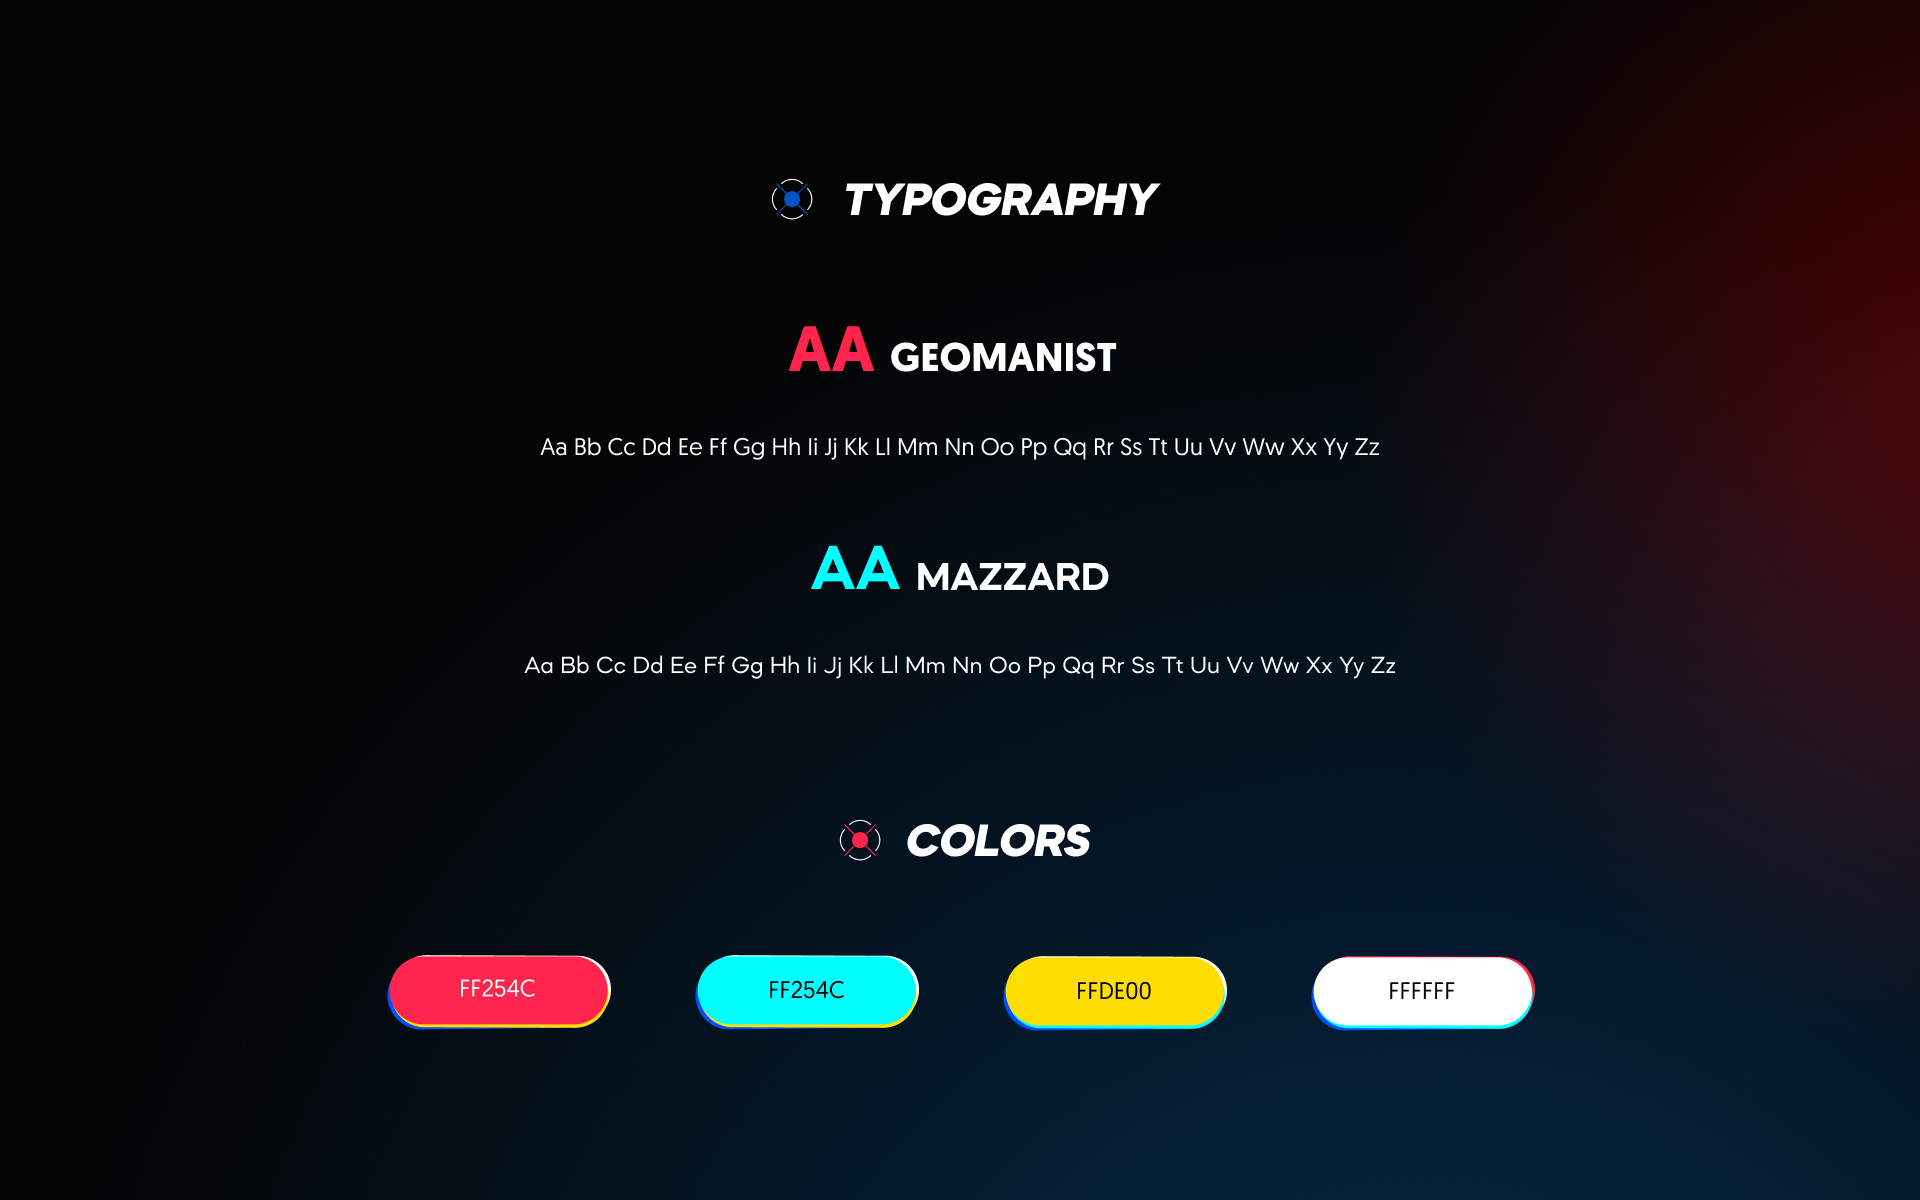 TYPOGRAPHY
AA GEOMANIST
Aa Bb Cc Dd Ee Ff Gg Hh Ii Jj Kk Ll Mm Nn Oo Pp Qq Rr Ss Tt Uu Vv Ww Xx Yy Zz
AA MAZZARD
Aa Bb Cc Dd Ee Ff Gg Hh Ii Jj Kk Ll Mm Nn Oo Pp Qq Rr Ss Tt Uu Vv Ww Xx Yy Zz
COLORS
FF254C FF254C FFDE00 FFFFFF